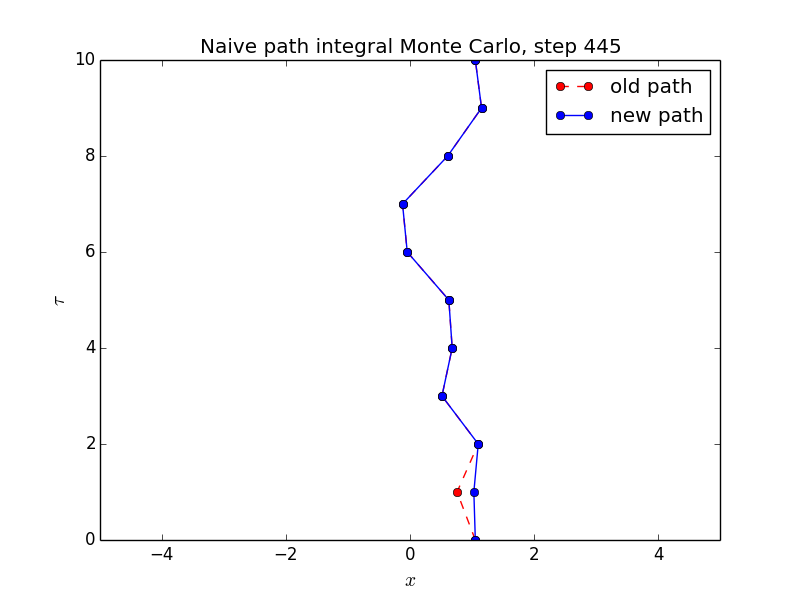 Naive path integral Monte Carlo, step 445
old path
new path
10
8
6
4
2
0
τ
−4
−2
0
2
4
x